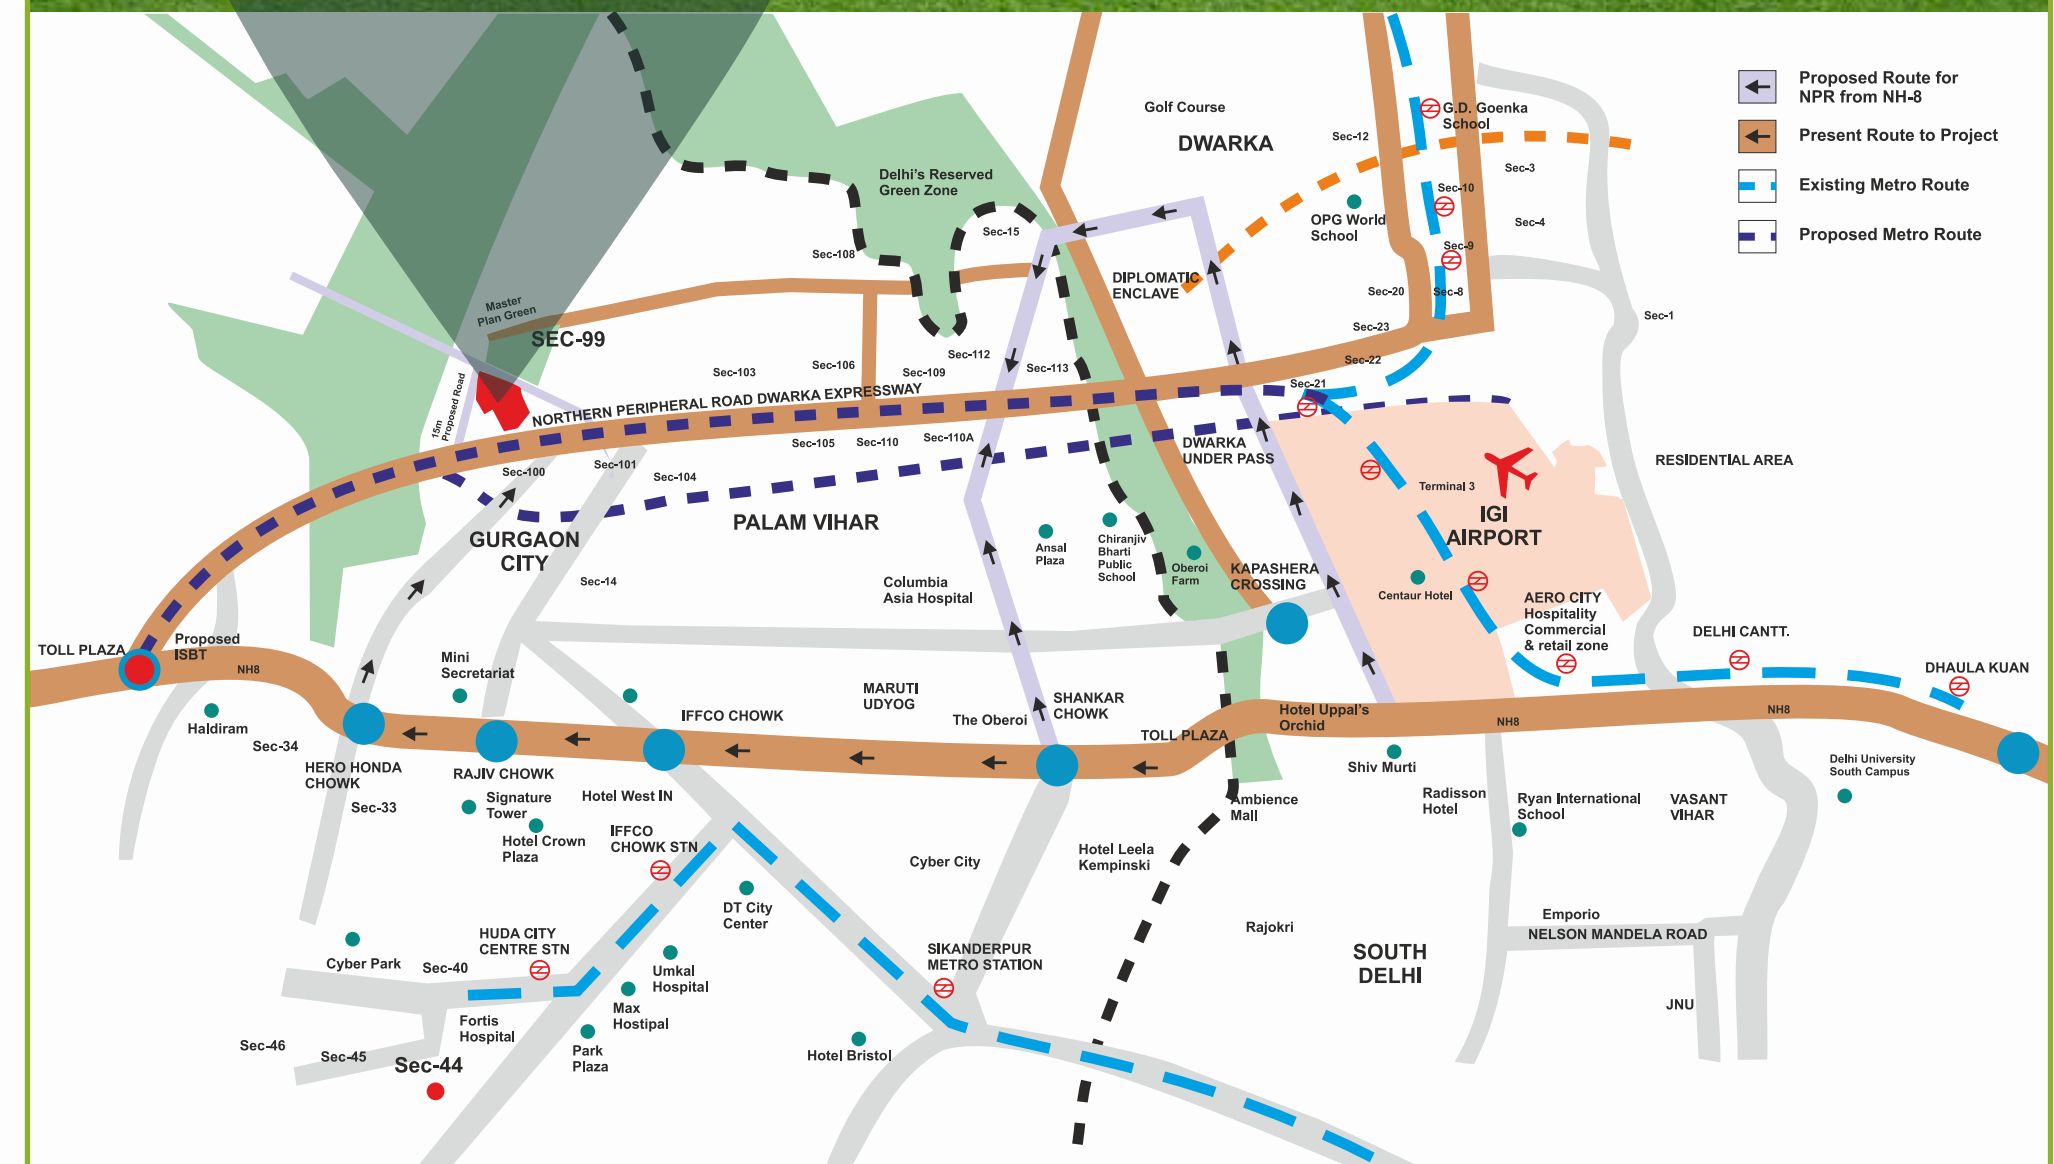 Proposed Route for
NPR from NH-8
Present Route to Project
Existing Metro Route
Proposed Metro Route
Golf Course
DWARKA
G.D. Goenka
School
Sec-12
Sec-3
Sec-10
Sec-4
OPG World
School
Sec-9
Delhi's Reserved
Green Zone
Sec-15
Sec-108
DIPLOMATIC
ENCLAVE
Sec-20
Sec-8
Sec-23
Sec-1
Master
Plan Green
SEC-99
Sec-22
Sec-112
Sec-106
Sec-103
Sec-109
Sec-113
Sec-21
15m
Proposed Road
NORTHERN PERIPHERAL ROAD DWARKA EXPRESSWAY
Sec-105
Sec-110
Sec-110A
DWARKA
UNDER PASS
Sec-100
Sec-101
Sec-104
RESIDENTIAL AREA
Terminal 3
IGI
AIRPORT
PALAM VIHAR
GURGAON
CITY
Ansal
Plaza
Chiranjiv
Bharti
Public
School
Oberoi
Farm
KAPASHERA
CROSSING
Sec-14
Columbia
Asia Hospital
Centaur Hotel
AERO CITY
Hospitality
Commercial
& retail zone
DELHI CANTT.
DHAULA KUAN
TOLL PLAZA
Proposed
ISBT
NH8
Mini
Secretariat
MARUTI
UDYOG
SHANKAR
CHOWK
The Oberoi
IFFCO CHOWK
Hotel Uppal's
Orchid
NH8
NH8
TOLL PLAZA
Haldiram
Sec-34
HERO HONDA
CHOWK
RAJIV CHOWK
Shiv Murti
Delhi University
South Campus
Sec-33
Signature
Tower
Hotel West IN
Ambience
Mall
Radisson
Hotel
Ryan International
School
VASANT
VIHAR
Hotel Crown
Plaza
IFFCO
CHOWK STN
Cyber City
Hotel Leela
Kempinski
DT City
Center
Rajokri
Emporio
NELSON MANDELA ROAD
HUDA CITY
CENTRE STN
SIKANDERPUR
METRO STATION
SOUTH
DELHI
Cyber Park
Sec-40
Umkal
Hospital
Max
Hostipal
JNU
Fortis
Hospital
Sec-46
Sec-45
Sec-44
Park
Plaza
Hotel Bristol